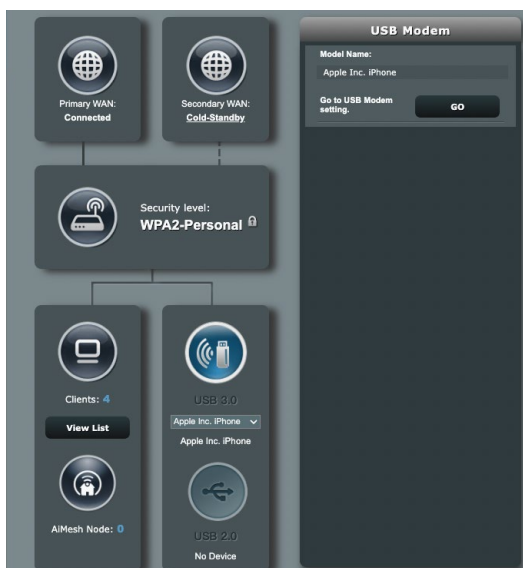 Primary WAN:
Connected
Secondary WAN:
Cold-Standby
Security level:
WPA2-Personal
Clients: 4
View List
AiMesh Node: 0
USB 3.0
Apple Inc. iPhone
Apple Inc. iPhone
USB 2.0
No Device
USB Modem
Model Name:
Apple Inc. iPhone
Go to USB Modem
setting.
GO